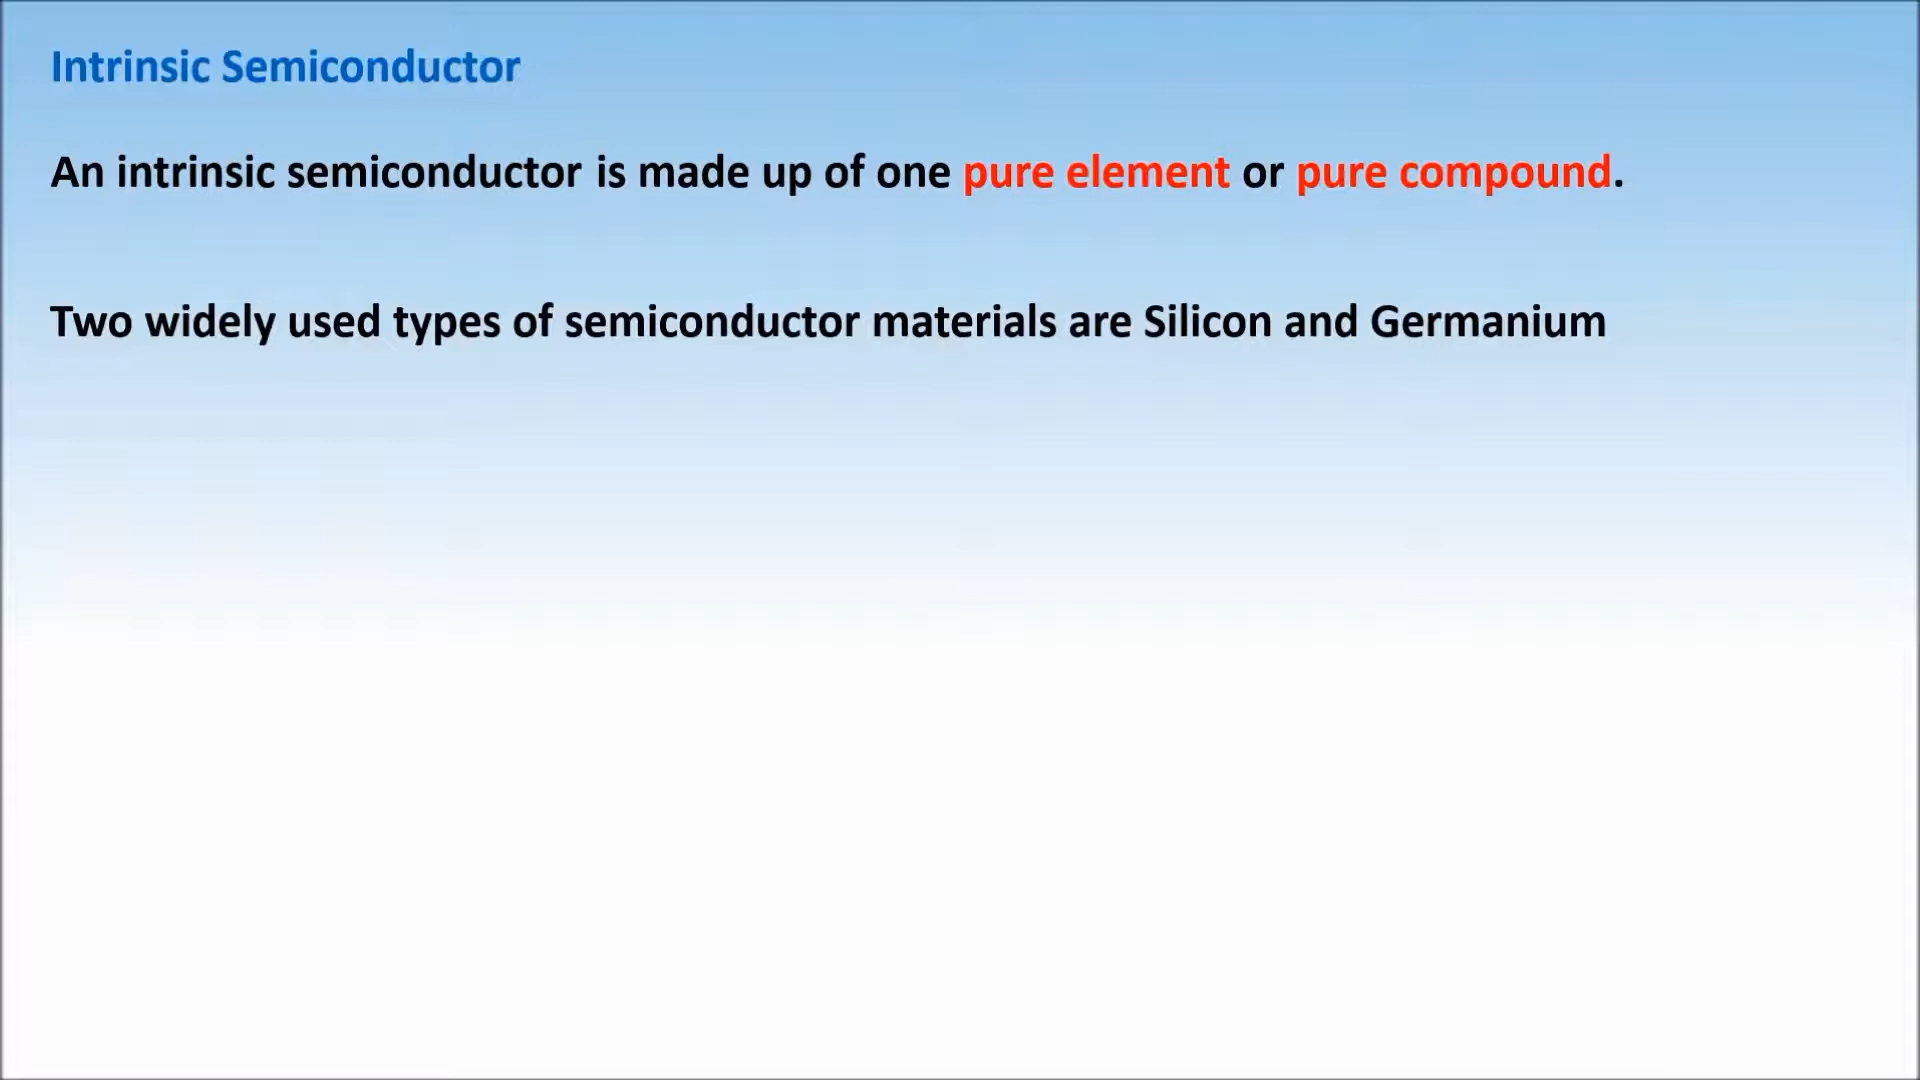 Intrinsic Semiconductor
An intrinsic semiconductor is made up of one pure element or pure compound.
Two widely used types of semiconductor materials are Silicon and Germanium